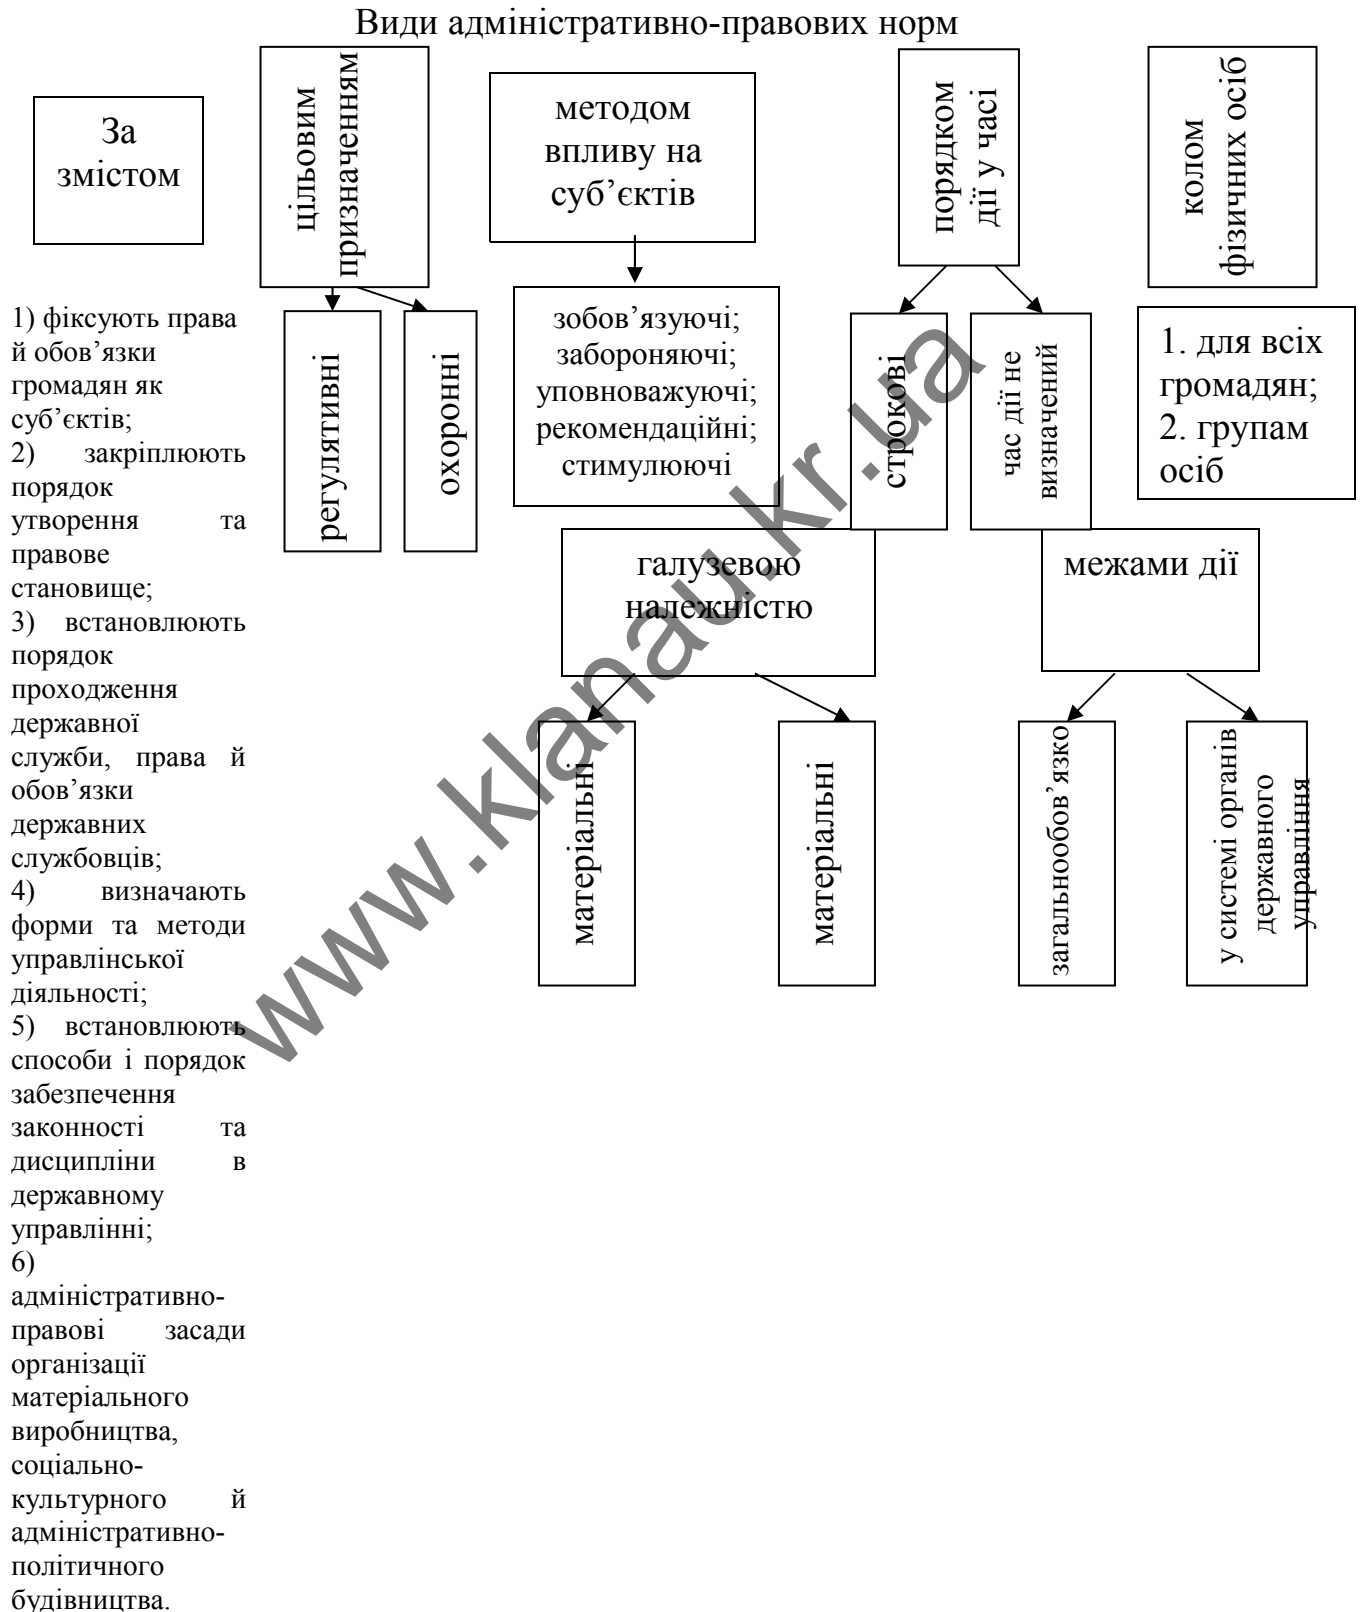 Види адміністративно-правових норм
За
змістом
цільовим
призначенням
методом
впливу на
суб’єктів
порядком
дії у часі
колом
фізичних осіб
1) фіксують права
й обов’язки
громадян як
суб’єктів;
2) закріплюють
порядок
утворення та
правове
становище;
3) встановлюють
порядок
проходження
державної
служби, права й
обов’язки
державних
службовців;
4) визначають
форми та методи
управлінської
діяльності;
5) встановлюють
способи і порядок
забезпечення
законності та
дисципліни в
державному
управлінні;
6)
адміністративно-
правові засади
організації
матеріального
виробництва,
соціально-
культурного й
адміністративно-
політичного
будівництва.
регулятивні
охоронні
зобов’язуючі;
забороняючі;
уповноважуючі;
рекомендаційні;
стимулюючі
строкові
час дії не
визначений
1. для всіх
громадян;
2. групам
осіб
галузевою
належністю
межами дії
матеріальні
матеріальні
загальнообов’язко
у системі органів
державного
управління
www.klanau.kr.ua